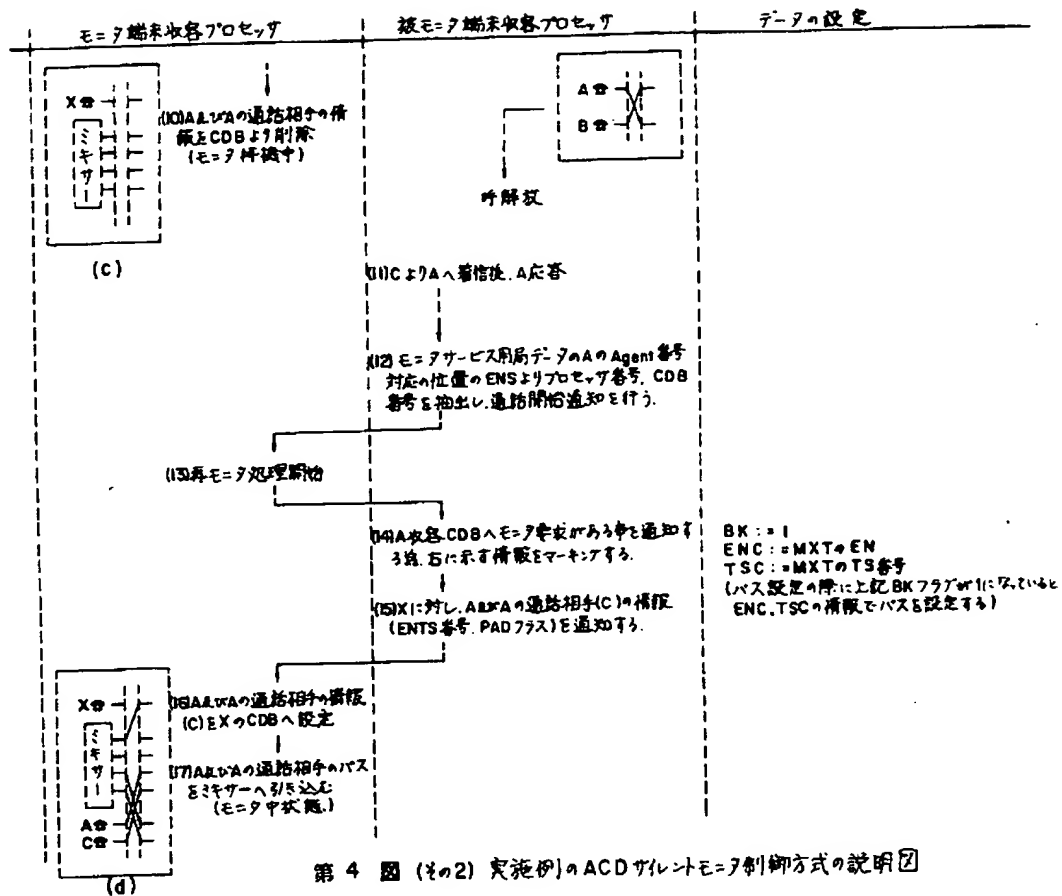 モニタ端末収容プロセッサ
被モニタ端末収容プロセッサ
データの設定
X
ミキサー
(c)
(10)A及びAの通話相手の情
報をCDBより削除
(モニタ待機中)
A
B
呼解放
(11)CよりAへ着信後、A応答
(12)モニタサービス用局データのAのAgent番号
対応の位置のENSよりプロセッサ番号、CDB
番号を抽出し、通話開始通知を行う.
(13)再モニタ処理開始
(14)A収容CDBへモニタ要求がある事を通知す
る為、右に示す情報をマーキングする.
BK:=1
ENC:=MXTのEN
TSC:=MXTのTS番号
(パス設定の際に上記BKフラグが1になっていると
ENC、TSCの情報でパスを設定する)
(15)Xに対し、A及びAの通話相手(C)の情報
(ENTS番号、PADクラス)を通知する.
X
ミキサー
A
C
(d)
(16)A及びAの通話相手の情報
(C)をXのCDBへ設定
(17)A及びAの通話相手のパス
をミキサーへ引き込む
(モニタ中状態.)
第4図 (その2) 実施例のACDサイレントモニタ制御方式の説明図